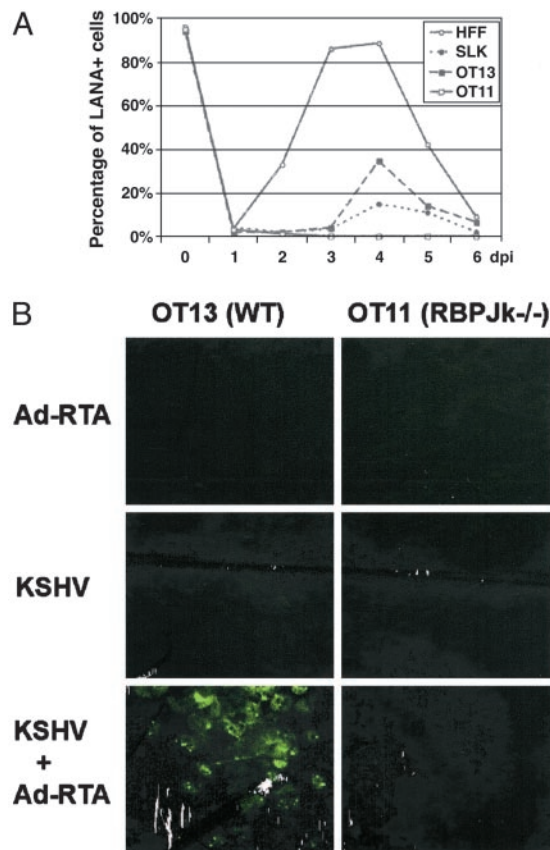 A
Percentage of LANA+ cells
100%
80%
60%
40%
20%
0%
0 1 2 3 4 5 6 dpi
HFF
SLK
OT13
OT11
B
OT13 (WT) OT11 (RBPJk-/-)
Ad-RTA
KSHV
KSHV
+
Ad-RTA